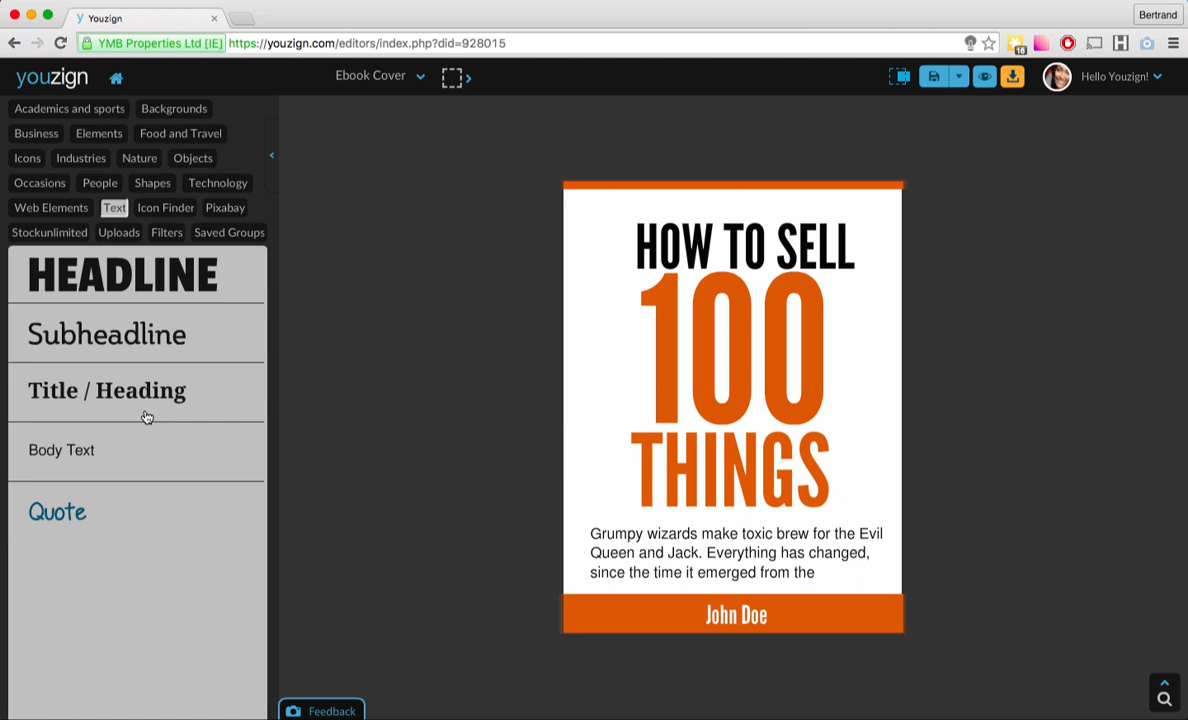 Youzign
Bertrand
YMB Properties Ltd [IE] https://youzign.com/editors/index.php?did=928015
16
youzign
Ebook Cover
Hello Youzign!
Academics and sports Backgrounds
Business Elements Food and Travel
Icons Industries Nature Objects
Occasions People Shapes Technology
Web Elements Text Icon Finder Pixabay
Stockunlimited Uploads Filters Saved Groups
HEADLINE
Subheadline
Title / Heading
Body Text
Quote
HOW TO SELL
100
THINGS
Grumpy wizards make toxic brew for the Evil
Queen and Jack. Everything has changed,
since the time it emerged from the
John Doe
Feedback